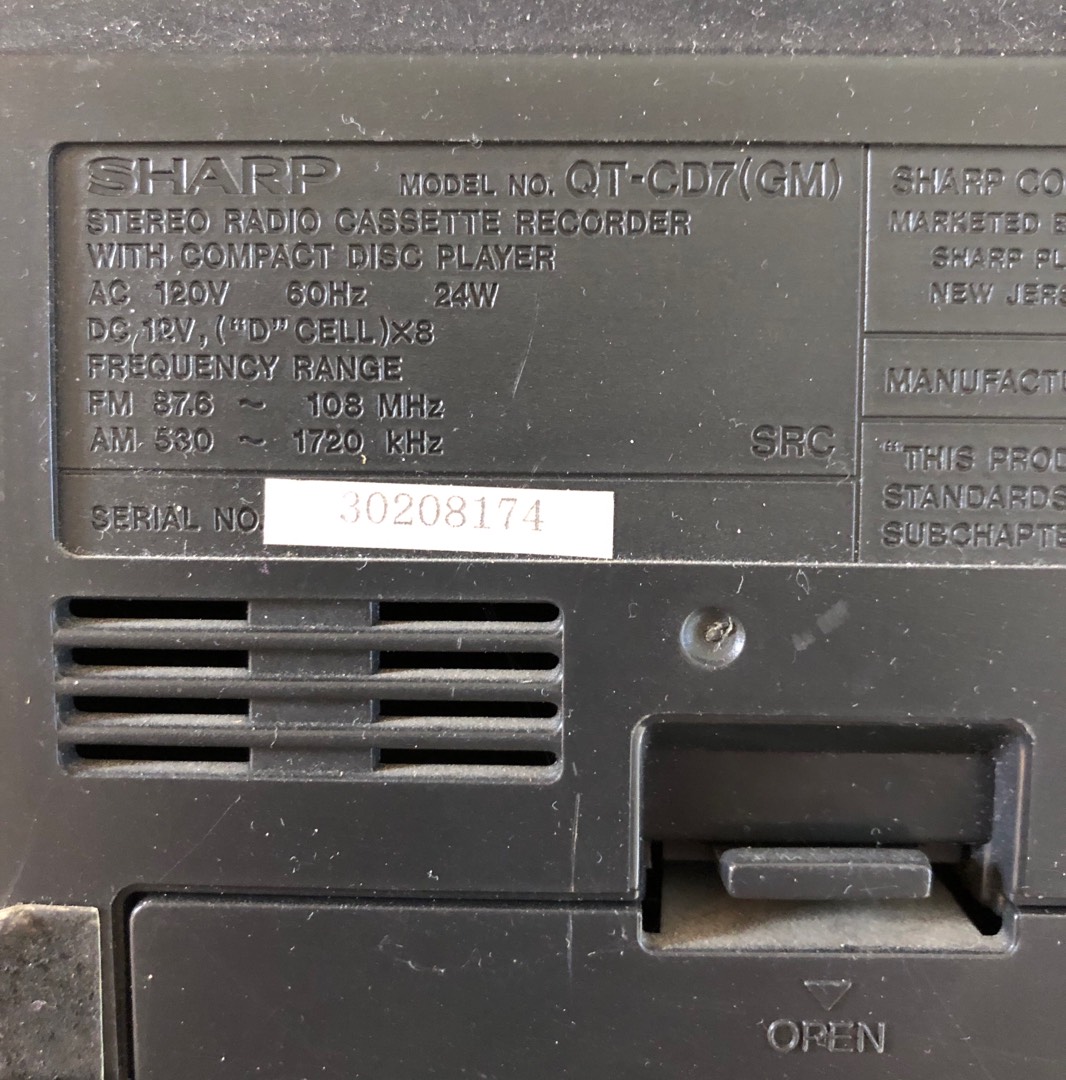 SHARP MODEL NO. QT-CD7(GM)
STEREO RADIO CASSETTE RECORDER
WITH COMPACT DISC PLAYER
AC 120V 60Hz 24W
DC 12V, ("D" CELL)×8
FREQUENCY RANGE
FM 87.6 ~ 108 MHz
AM 530 ~ 1720 kHz
SRC
SERIAL NO. 30208174
SHARP CO
MARKETED B
SHARP PL
NEW JERS
MANUFACTU
"THIS PROD
STANDARDS
SUBCHAPTE
OPEN